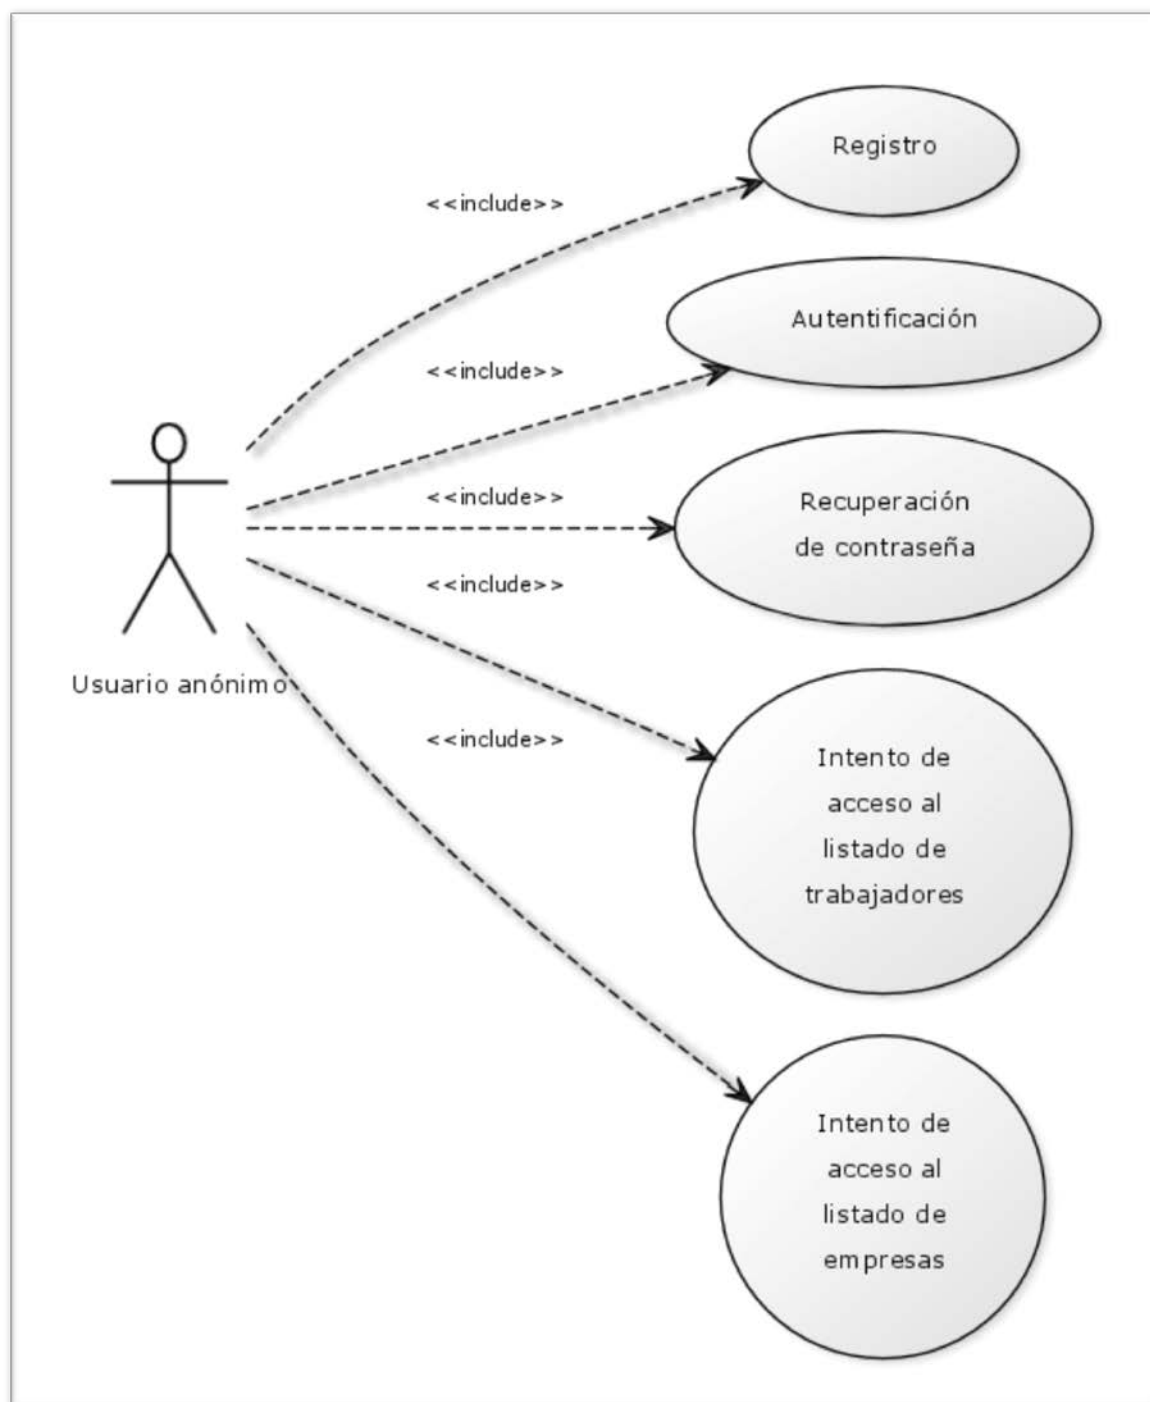 Registro
<<include>>
Autentificación
<<include>>
<<include>>
Recuperación
de contraseña
<<include>>
Usuario anónimo
<<include>>
Intento de
acceso al
listado de
trabajadores
Intento de
acceso al
listado de
empresas